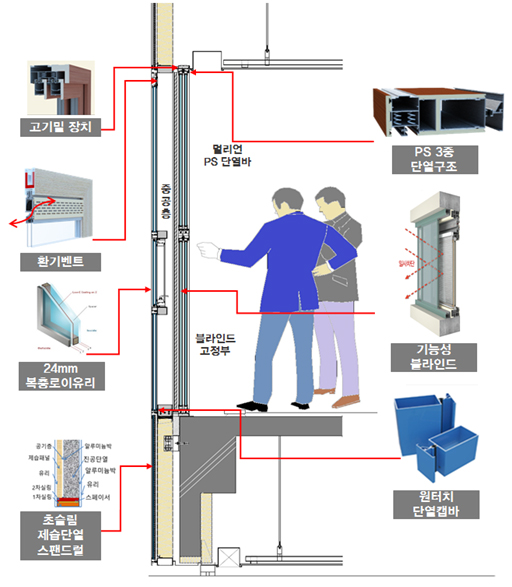 고기밀 장치
환기벤트
24mm
복층로이유리
공기층
제습패널
유리
2차실링
1차실링
알루미늄박
진공단열
알루미늄박
유리
스페이서
초슬림
제습단열
스팬드럴
중공층
멀리언
PS 단열바
블라인드
고정부
PS 3중
단열구조
일사차단
기능성
블라인드
원터치
단열캡바